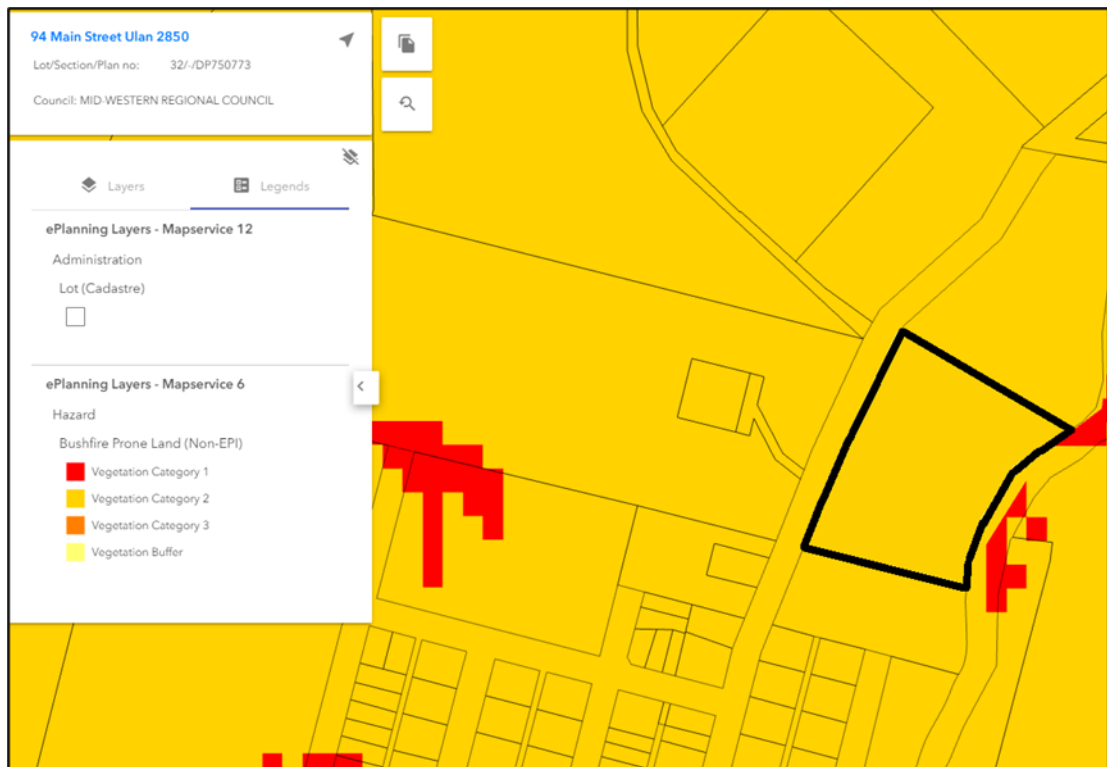 94 Main Street Ulan 2850
Lot/Section/Plan no: 32/-/DP750773
Council: MID-WESTERN REGIONAL COUNCIL
Layers
Legends
ePlanning Layers - Mapservice 12
Administration
Lot (Cadastre)
ePlanning Layers - Mapservice 6
Hazard
Bushfire Prone Land (Non-EPI)
Vegetation Category 1
Vegetation Category 2
Vegetation Category 3
Vegetation Buffer